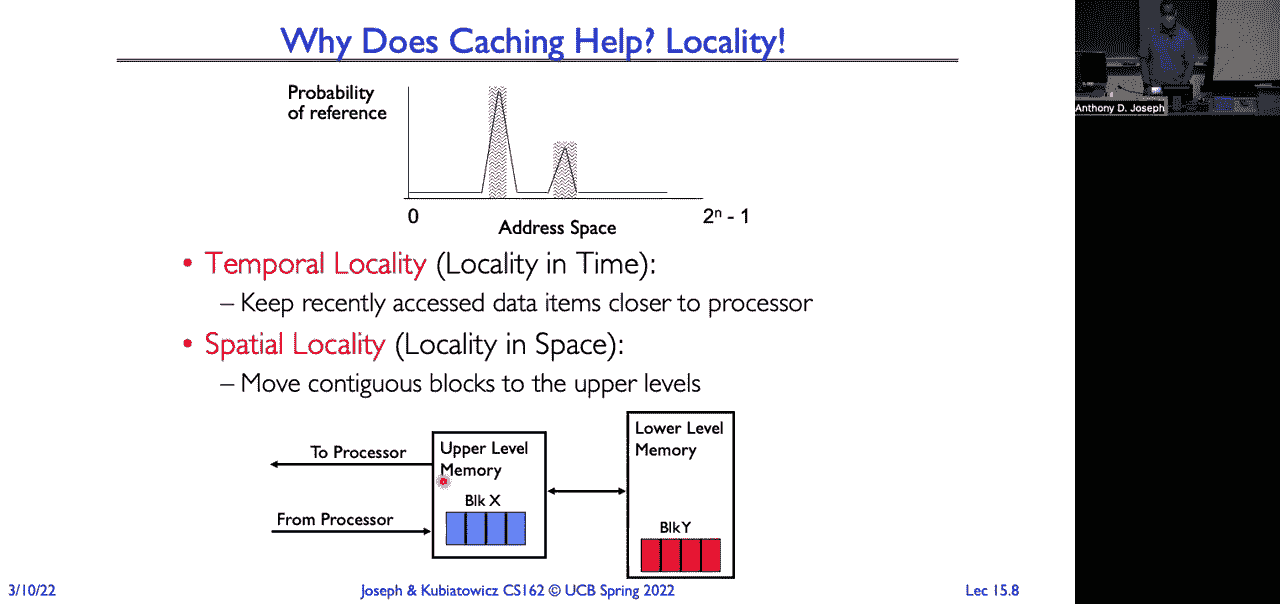 Why Does Caching Help? Locality!
Anthony D. Joseph
Probability
of reference
0
Address Space
2ⁿ - 1
• Temporal Locality (Locality in Time):
– Keep recently accessed data items closer to processor
• Spatial Locality (Locality in Space):
– Move contiguous blocks to the upper levels
To Processor
From Processor
Upper Level
Memory
Blk X
Lower Level
Memory
Blk Y
3/10/22
Joseph & Kubiatowicz CS162 © UCB Spring 2022
Lec 15.8